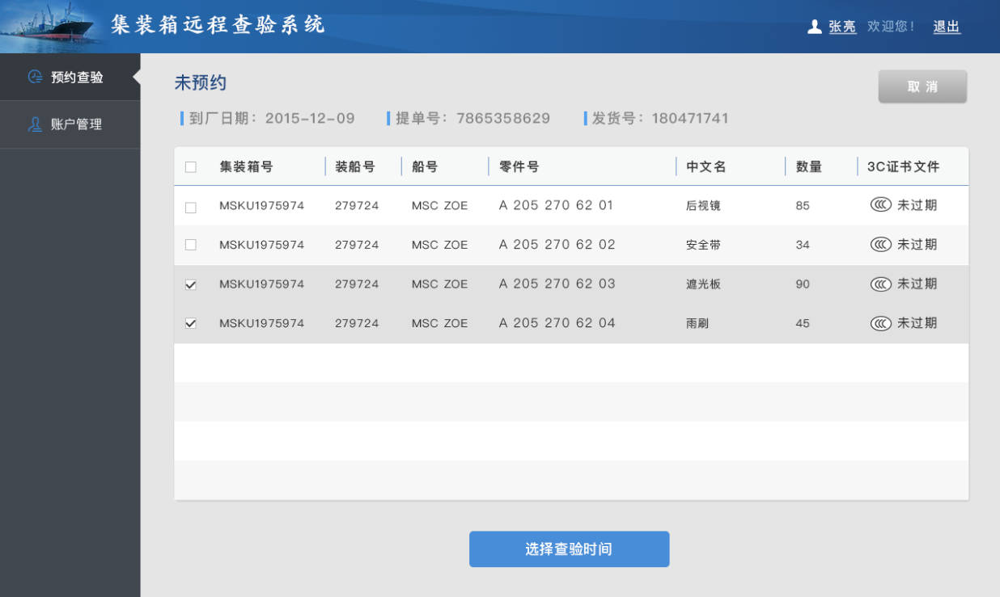 集装箱远程查验系统
张亮 欢迎您！ 退出
预约查验
账户管理
未预约
取 消
到厂日期：2015-12-09 提单号：7865358629 发货号：180471741
集装箱号 装船号 船号 零件号 中文名 数量 3C证书文件
MSKU1975974 279724 MSC ZOE A 205 270 62 01 后视镜 85 未过期
MSKU1975974 279724 MSC ZOE A 205 270 62 02 安全带 34 未过期
MSKU1975974 279724 MSC ZOE A 205 270 62 03 遮光板 90 未过期
MSKU1975974 279724 MSC ZOE A 205 270 62 04 雨刷 45 未过期
选择查验时间